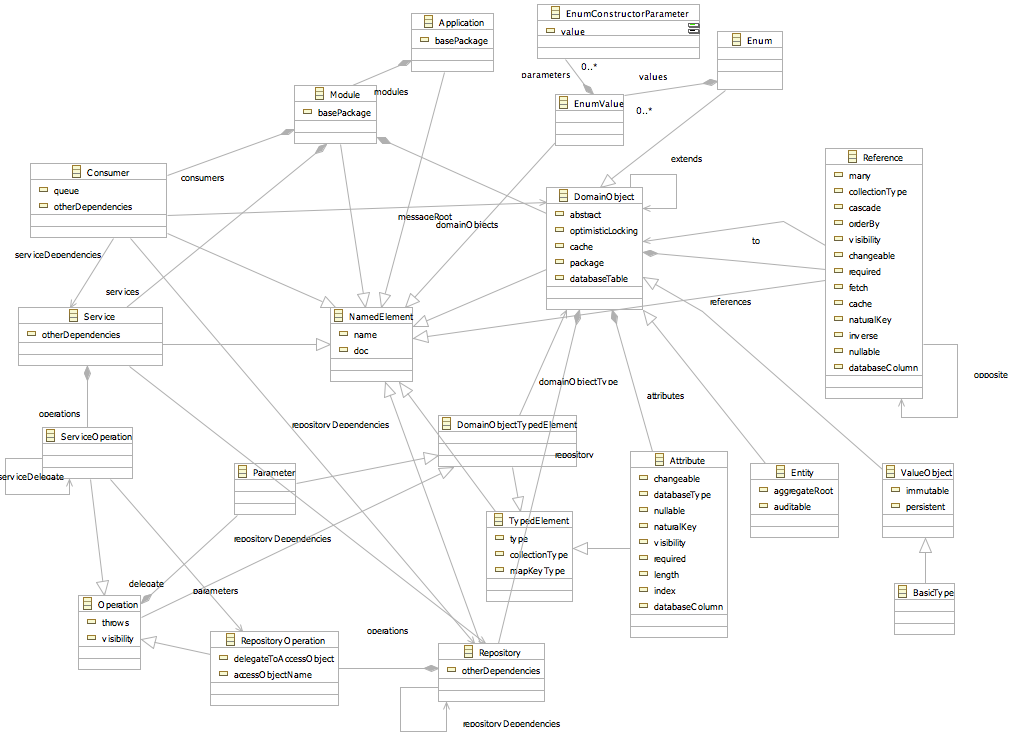 Application
basePackage
EnumConstructorParameter
value
Enum
0..*
parameters
values
Module
basePackage
modules
EnumValue
0..*
Consumer
queue
otherDependencies
consumers
extends
Reference
many
collectionType
cascade
orderBy
visibility
changeable
required
fetch
cache
naturalKey
inverse
nullable
databaseColumn
DomainObject
abstract
optimisticLocking
cache
package
databaseTable
messageRoot
domainObjects
to
serviceDependencies
services
references
Service
otherDependencies
NamedElement
name
doc
opposite
domainObjectType
attributes
operations
repositoryDependencies
DomainObjectTypedElement
ServiceOperation
serviceDelegate
repository
Parameter
Attribute
changeable
databaseType
nullable
naturalKey
visibility
required
length
index
databaseColumn
Entity
aggregateRoot
auditable
ValueObject
immutable
persistent
TypedElement
type
collectionType
mapKeyType
repositoryDependencies
delegate
parameters
BasicType
Operation
throws
visibility
operations
RepositoryOperation
delegateToAccessObject
accessObjectName
Repository
otherDependencies
repositoryDependencies